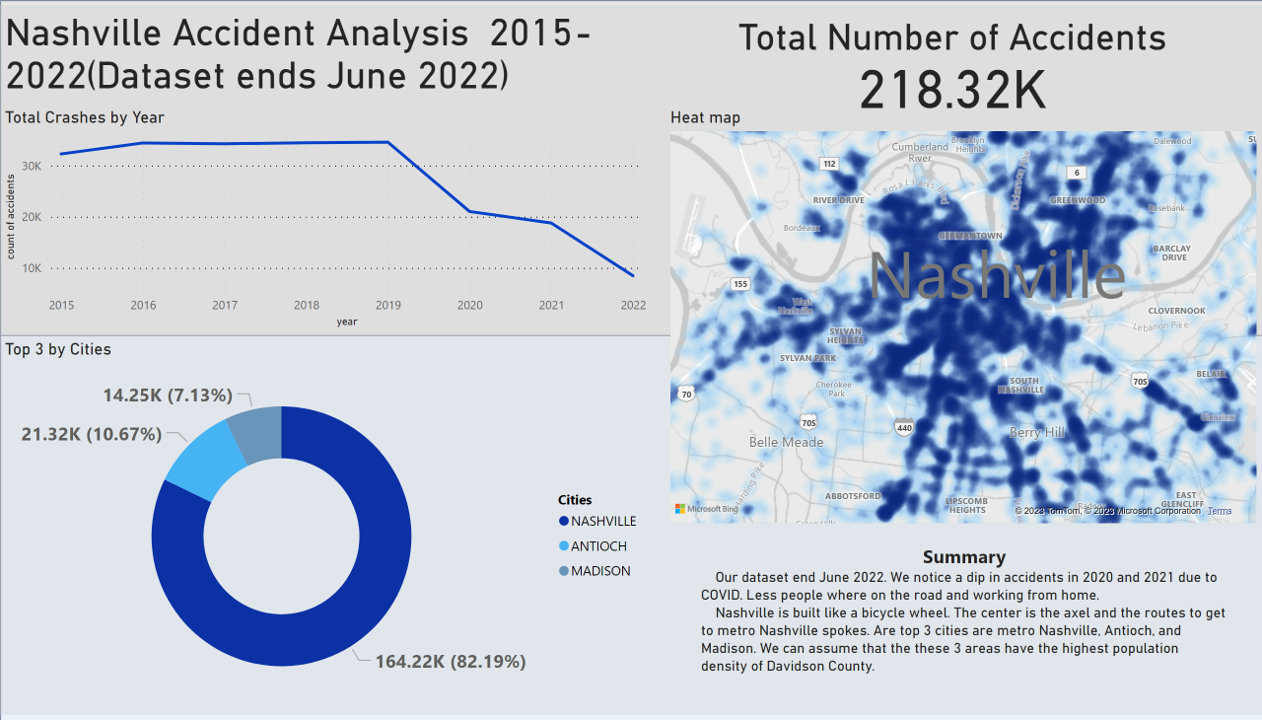 Nashville Accident Analysis 2015-
2022(Dataset ends June 2022)
Total Crashes by Year
count of accidents
30K
20K
10K
2015
2016
2017
2018
2019
2020
2021
2022
year
Top 3 by Cities
14.25K (7.13%)
21.32K (10.67%)
164.22K (82.19%)
Cities
NASHVILLE
ANTIOCH
MADISON
Total Number of Accidents
218.32K
Heat map
Cumberland
River
Brooklyn
Heights
Dalewood
112
6
Rosa L Parks Blvd
Dickerson Pike
RIVER DRIVE
GREENWOOD
Rosebank
Bordeaux
GERMANTOWN
BARCLAY
DRIVE
Nashville
155
West
Nashville
CLOVERNOOK
Lebanon Pike
SYLVAN
HEIGHTS
SYLVAN PARK
Cherokee
Park
SOUTH
NASHVILLE
70S
BELAIR
70
70S
440
Glenview
Belle Meade
Berry Hill
Harding Pike
ABBOTSFORD
LIPSCOMB
HEIGHTS
EAST
GLENCLIFF
Microsoft Bing
© 2023 TomTom, © 2023 Microsoft Corporation Terms
Summary
Our dataset end June 2022. We notice a dip in accidents in 2020 and 2021 due to
COVID. Less people where on the road and working from home.
Nashville is built like a bicycle wheel. The center is the axel and the routes to get
to metro Nashville spokes. Are top 3 cities are metro Nashville, Antioch, and
Madison. We can assume that the these 3 areas have the highest population
density of Davidson County.